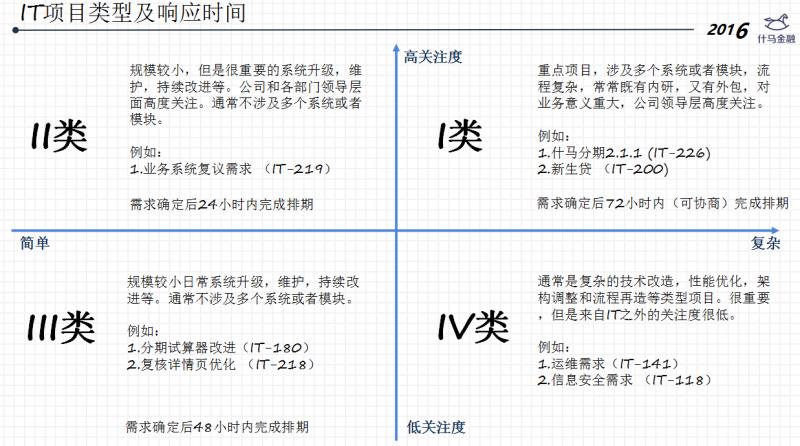 IT项目类型及响应时间
2016
什马金融
高关注度
规模较小，但是很重要的系统升级，维
护，持续改进等。公司和各部门领导层
面高度关注。通常不涉及多个系统或者
模块。
II类
例如：
1.业务系统复议需求 （IT-219）
需求确定后24小时内完成排期
重点项目，涉及多个系统或者模块，流
程复杂，常常既有内研，又有外包，对
业务意义重大，公司领导层高度关注。
I类
例如：
1.什马分期2.1.1 (IT-226)
2.新生贷 （IT-200)
需求确定后72小时内（可协商）完成排期
简单
复杂
规模较小日常系统升级，维护，持续改
进等。通常不涉及多个系统或者模块。
III类
例如：
1.分期试算器改进（IT-180）
2.复核详情页优化 （IT-218）
需求确定后48小时内完成排期
通常是复杂的技术改造，性能优化，架
构调整和流程再造等类型项目。很重要
，但是来自IT之外的关注度很低。
IV类
例如：
1.运维需求（IT-141）
2.信息安全需求 （IT-118）
低关注度